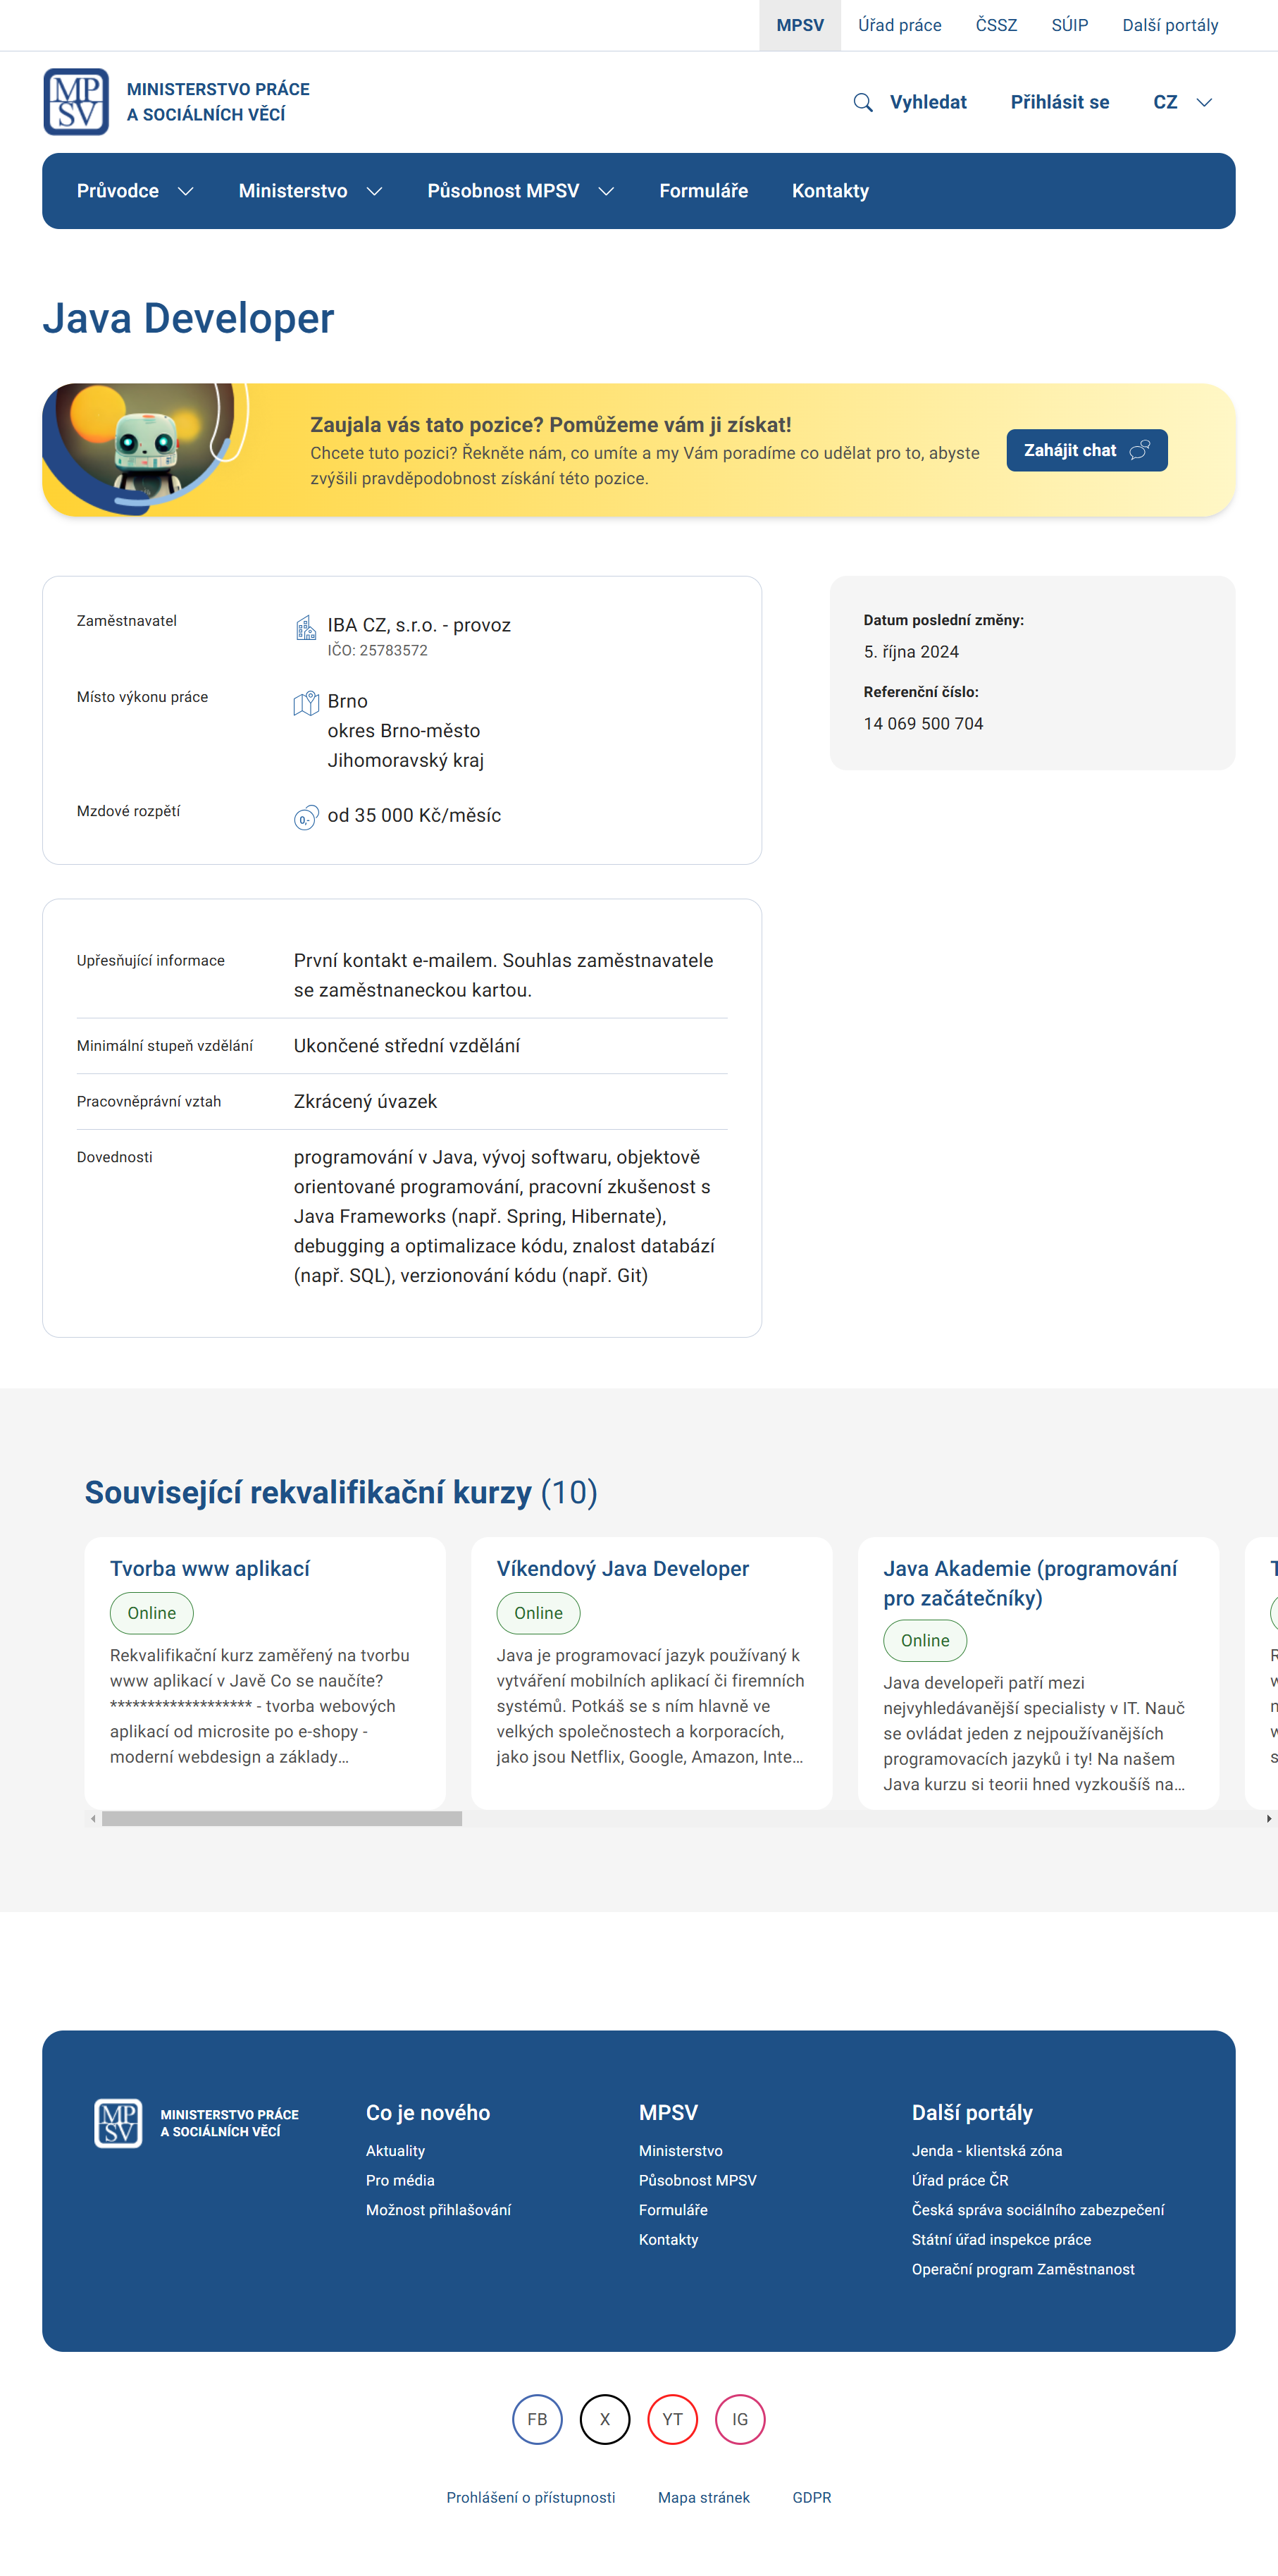 MPSV
Úřad práce
ČSSZ
SÚIP
Další portály
MP
SV
MINISTERSTVO PRÁCE
A SOCIÁLNÍCH VĚCÍ
Vyhledat
Přihlásit se
CZ
Průvodce
Ministerstvo
Působnost MPSV
Formuláře
Kontakty
Java Developer
Zaujala vás tato pozice? Pomůžeme vám ji získat!
Chcete tuto pozici? Řekněte nám, co umíte a my Vám poradíme co udělat pro to, abyste
zvýšili pravděpodobnost získání této pozice.
Zahájit chat
Zaměstnavatel
IBA CZ, s.r.o. - provoz
IČO: 25783572
Místo výkonu práce
Brno
okres Brno-město
Jihomoravský kraj
Mzdové rozpětí
0,-
od 35 000 Kč/měsíc
Datum poslední změny:
5. října 2024
Referenční číslo:
14 069 500 704
Upřesňující informace
První kontakt e-mailem. Souhlas zaměstnavatele
se zaměstnaneckou kartou.
Minimální stupeň vzdělání
Ukončené střední vzdělání
Pracovněprávní vztah
Zkrácený úvazek
Dovednosti
programování v Java, vývoj softwaru, objektově
orientované programování, pracovní zkušenost s
Java Frameworks (např. Spring, Hibernate),
debugging a optimalizace kódu, znalost databází
(např. SQL), verzionování kódu (např. Git)
Související rekvalifikační kurzy (10)
Tvorba www aplikací
Online
Rekvalifikační kurz zaměřený na tvorbu
www aplikací v Javě Co se naučíte?
******************* - tvorba webových
aplikací od microsite po e-shopy -
moderní webdesign a základy...
Víkendový Java Developer
Online
Java je programovací jazyk používaný k
vytváření mobilních aplikací či firemních
systémů. Potkáš se s ním hlavně ve
velkých společnostech a korporacích,
jako jsou Netflix, Google, Amazon, Inte...
Java Akademie (programování
pro začátečníky)
Online
Java developeři patří mezi
nejvyhledávanější specialisty v IT. Nauč
se ovládat jeden z nejpoužívanějších
programovacích jazyků i ty! Na našem
Java kurzu si teorii hned vyzkoušíš na...
MP
SV
MINISTERSTVO PRÁCE
A SOCIÁLNÍCH VĚCÍ
Co je nového
Aktuality
Pro média
Možnost přihlašování
MPSV
Ministerstvo
Působnost MPSV
Formuláře
Kontakty
Další portály
Jenda - klientská zóna
Úřad práce ČR
Česká správa sociálního zabezpečení
Státní úřad inspekce práce
Operační program Zaměstnanost
FB
X
YT
IG
Prohlášení o přístupnosti
Mapa stránek
GDPR